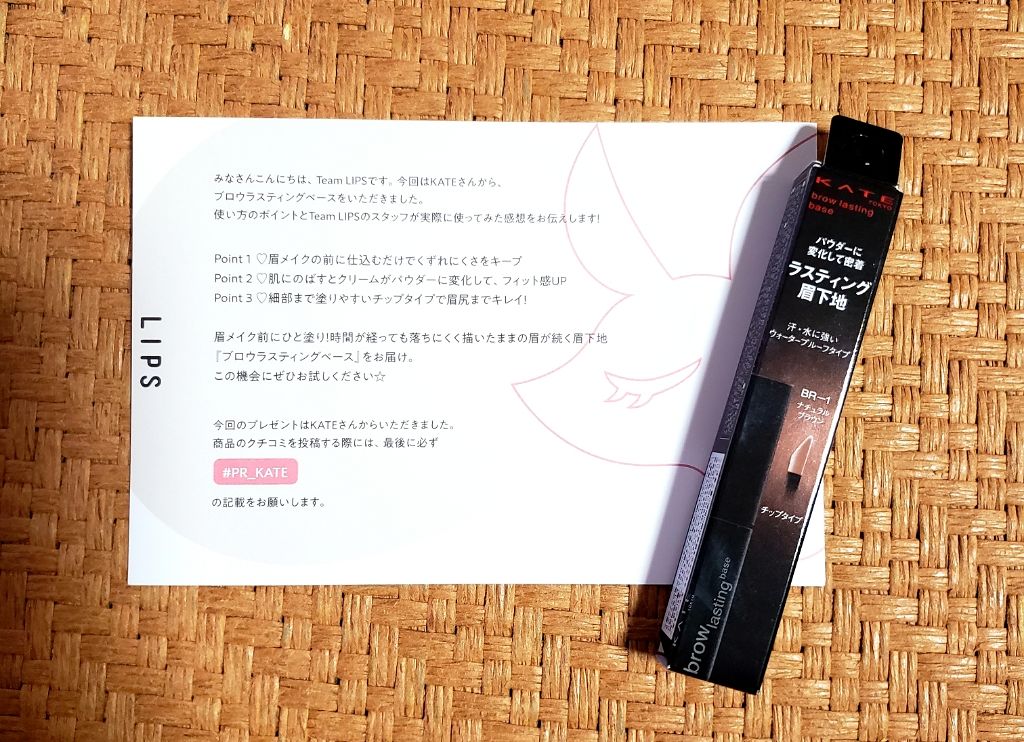 みなさんこんにちは、Team LIPSです。今回はKATEさんから、
ブロウラスティングベースをいただきました。
使い方のポイントとTeam LIPSのスタッフが実際に使ってみた感想をお伝えします!
Point 1 ♡眉メイクの前に仕込むだけでくずれにくさをキープ
Point 2 ♡肌にのばすとクリームがパウダーに変化して、フィット感UP
Point 3 ♡細部まで塗りやすいチップタイプで眉尻までキレイ!
眉メイク前にひと塗り!時間が経っても落ちにくく描いたままの眉が続く眉下地
『ブロウラスティングベース』をお届け。
この機会にぜひお試しください☆
今回のプレゼントはKATEさんからいただきました。
商品のクチコミを投稿する際には、最後に必ず
#PR_KATE
の記載をお願いします。
LIPS
KATE
TOKYO
brow lasting
base
パウダーに
変化して密着
ラスティング
眉下地
汗・水に強い
ウォータープルーフタイプ
BR-1
ナチュラル
ブラウン
チップタイプ
brow lasting base